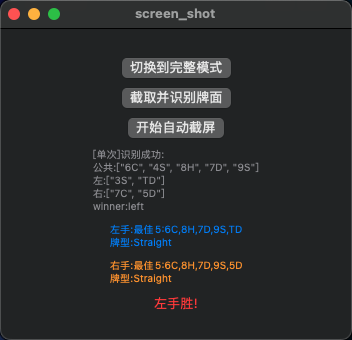 screen_shot
切换到完整模式
截取并识别牌面
开始自动截屏
[单次]识别成功:
公共:["6C", "4S", "8H", "7D", "9S"]
左:["3S", "TD"]
右:["7C", "5D"]
winner:left
左手:最佳5:6C,8H,7D,9S,TD
牌型:Straight
右手:最佳5:6C,8H,7D,9S,5D
牌型:Straight
左手胜!